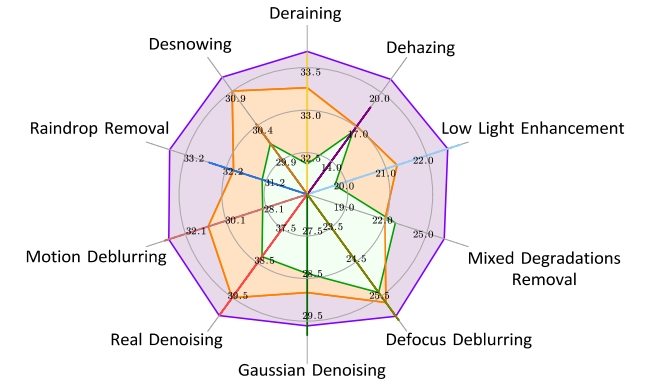 Deraining
Desnowing
Dehazing
33.5
30.9
20.0
33.0
Raindrop Removal
30.4
17.0
Low Light Enhancement
33.2
29.9
32.5
14.0
22.0
32.2
21.0
31.2
20.0
28.1
19.0
30.1
22.0
32.1
37.5
27.5
23.5
25.0
Motion Deblurring
Mixed Degradations
Removal
38.5
28.5
24.5
39.5
25.5
29.5
Real Denoising
Defocus Deblurring
Gaussian Denoising